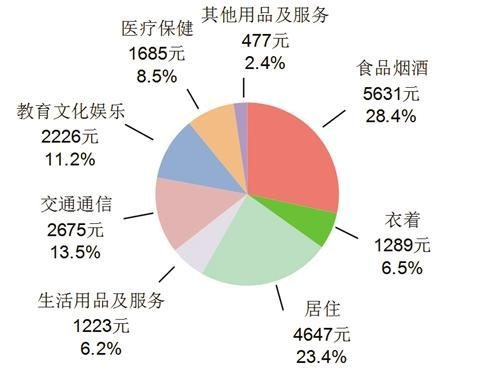 其他用品及服务
477元
2.4%
食品烟酒
5631元
28.4%
衣着
1289元
6.5%
居住
4647元
23.4%
生活用品及服务
1223元
6.2%
交通通信
2675元
13.5%
教育文化娱乐
2226元
11.2%
医疗保健
1685元
8.5%